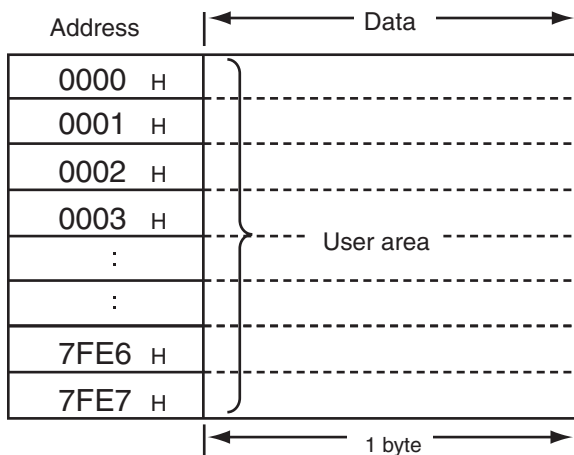 Address Data
0000 H
0001 H
0002 H
0003 H
User area
:
:
7FE6 H
7FE7 H
1 byte